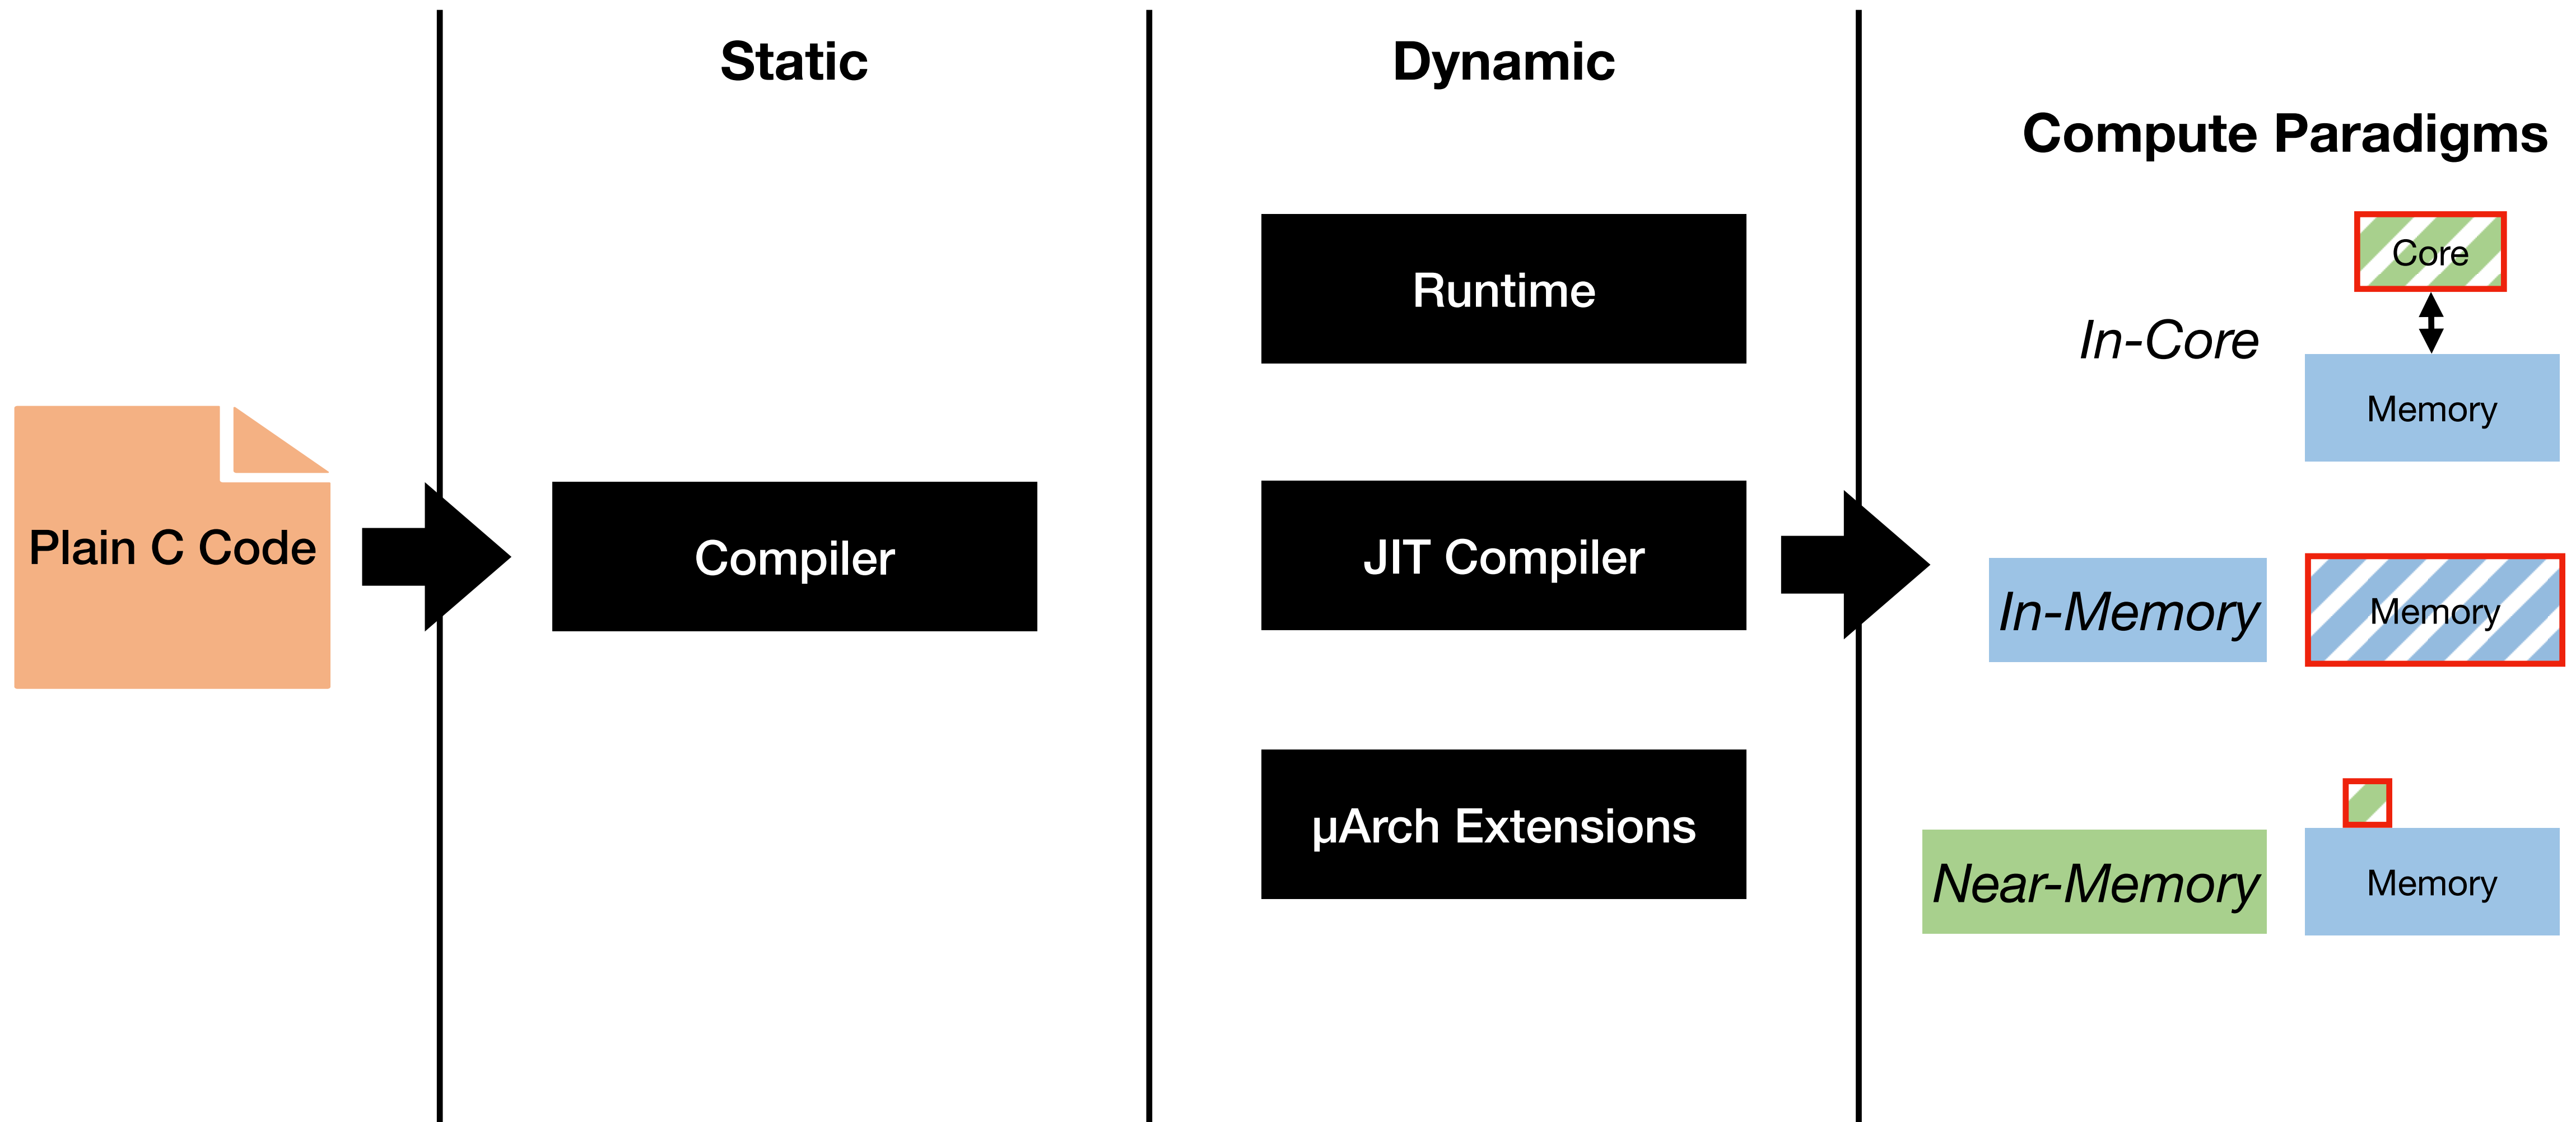 Plain C Code
Static
Compiler
Dynamic
Runtime
JIT Compiler
µArch Extensions
Compute Paradigms
In-Core
Core
Memory
In-Memory
Memory
Near-Memory
Memory